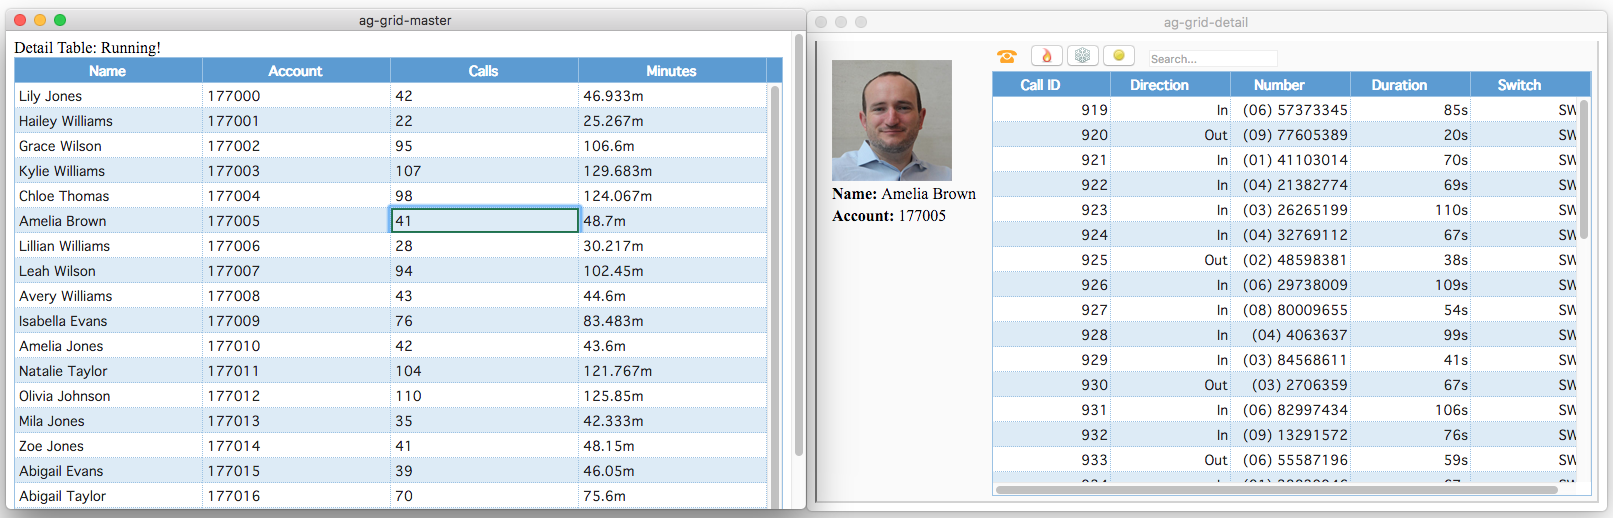 ag-grid-master
Detail Table: Running!
Name Account Calls Minutes
Lily Jones 177000 42 46.933m
Hailey Williams 177001 22 25.267m
Grace Wilson 177002 95 106.6m
Kylie Williams 177003 107 129.683m
Chloe Thomas 177004 98 124.067m
Amelia Brown 177005 41 48.7m
Lillian Williams 177006 28 30.217m
Leah Wilson 177007 94 102.45m
Avery Williams 177008 43 44.6m
Isabella Evans 177009 76 83.483m
Amelia Jones 177010 42 43.6m
Natalie Taylor 177011 104 121.767m
Olivia Johnson 177012 110 125.85m
Mila Jones 177013 35 42.333m
Zoe Jones 177014 41 48.15m
Abigail Evans 177015 39 46.05m
Abigail Taylor 177016 70 75.6m
ag-grid-detail
Search...
Name: Amelia Brown
Account: 177005
Call ID Direction Number Duration Switch
919 In (06) 57373345 85s SW
920 Out (09) 77605389 20s SW
921 In (01) 41103014 70s SW
922 In (04) 21382774 69s SW
923 In (03) 26265199 110s SW
924 In (04) 32769112 67s SW
925 Out (02) 48598381 38s SW
926 In (06) 29738009 109s SW
927 In (08) 80009655 54s SW
928 In (04) 4063637 99s SW
929 In (03) 84568611 41s SW
930 Out (03) 2706359 67s SW
931 In (06) 82997434 106s SW
932 In (09) 13291572 76s SW
933 Out (06) 55587196 59s SW